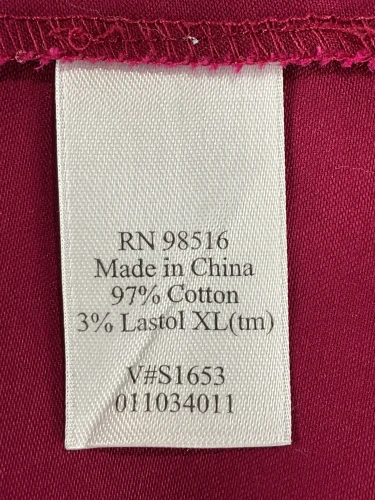 RN 98516
Made in China
97% Cotton
3% Lastol XL(tm)
V#S1653
011034011